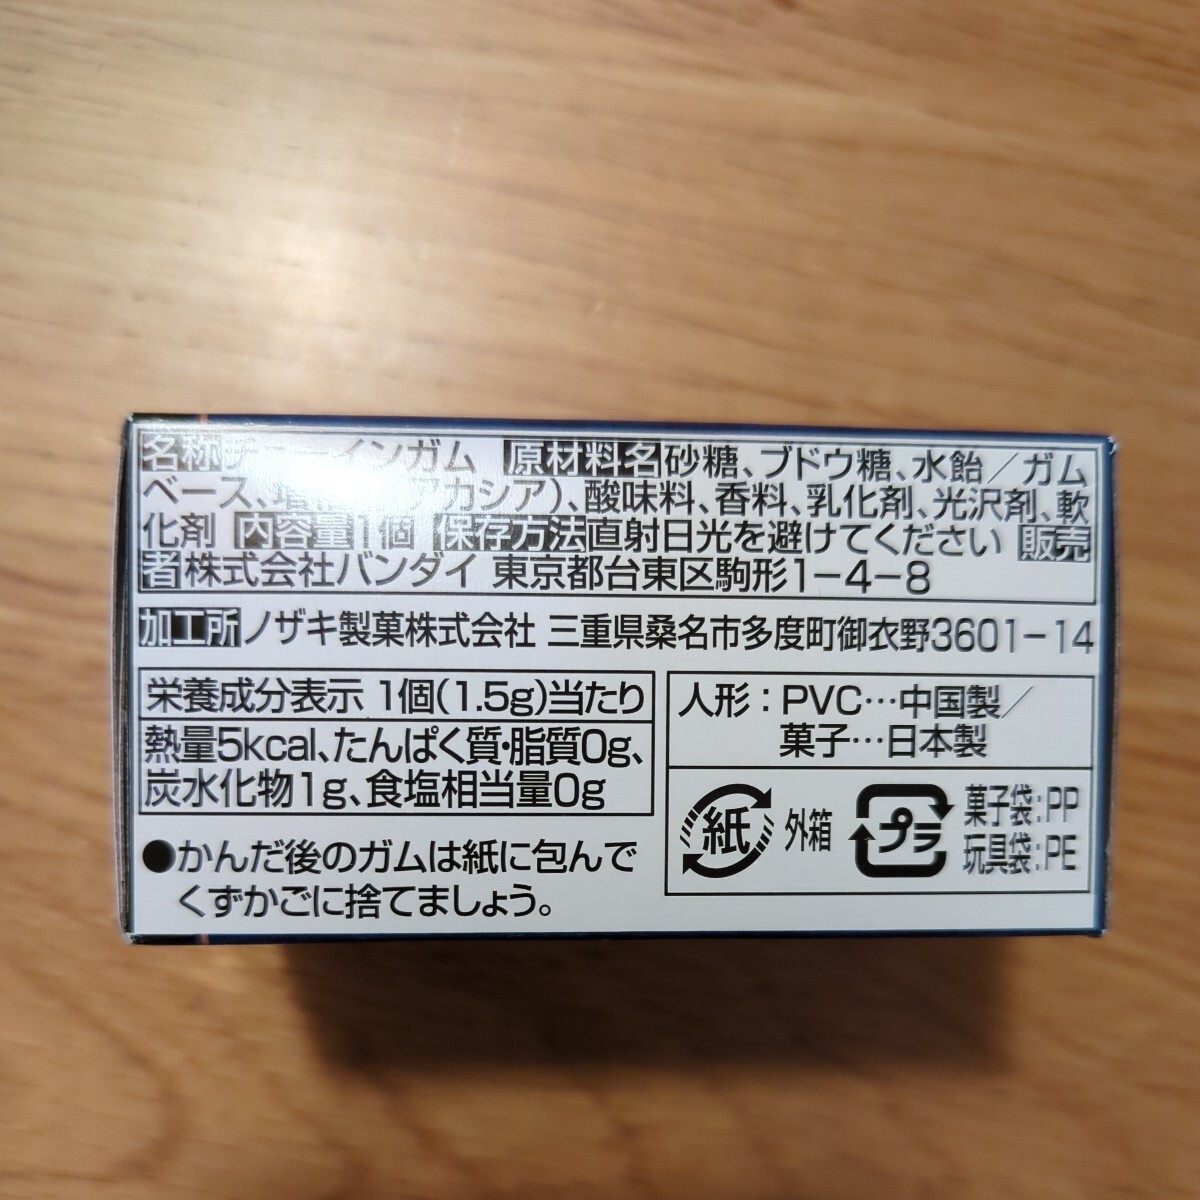 名称チューインガム 原材料名砂糖、ブドウ糖、水飴／ガム
ベース、増粘剤(アカシア)、酸味料、香料、乳化剤、光沢剤、軟
化剤 内容量1個 保存方法直射日光を避けてください 販売
者株式会社バンダイ 東京都台東区駒形1－4－8
加工所ノザキ製菓株式会社 三重県桑名市多度町御衣野3601－14
栄養成分表示 1個(1.5g)当たり
熱量5kcal、たんぱく質・脂質0g、
炭水化物1g、食塩相当量0g
●かんだ後のガムは紙に包んで
くずかごに捨てましょう。
人形：PVC…中国製／
菓子…日本製
紙 外箱
プラ 菓子袋:PP
玩具袋:PE